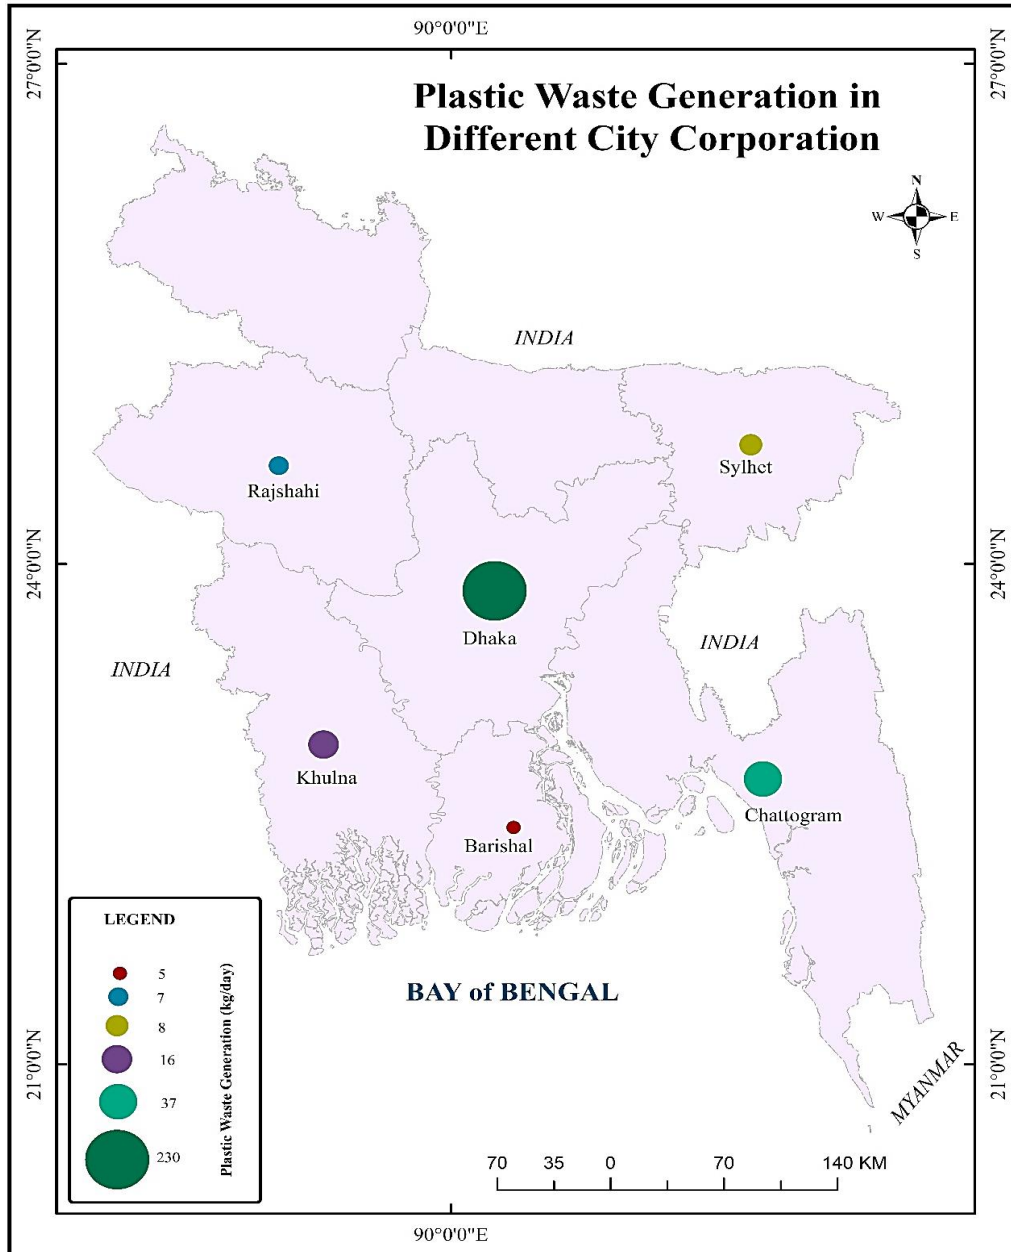 90°0'0"E
27°0'0"N
27°0'0"N
Plastic Waste Generation in
Different City Corporation
N
W
E
S
INDIA
Sylhet
Rajshahi
24°0'0"N
24°0'0"N
Dhaka
INDIA
INDIA
Khulna
Chattogram
Barishal
LEGEND
5
7
8
16
37
230
Plastic Waste Generation (kg/day)
BAY of BENGAL
21°0'0"N
21°0'0"N
MYANMAR
70 35 0 70 140 KM
90°0'0"E